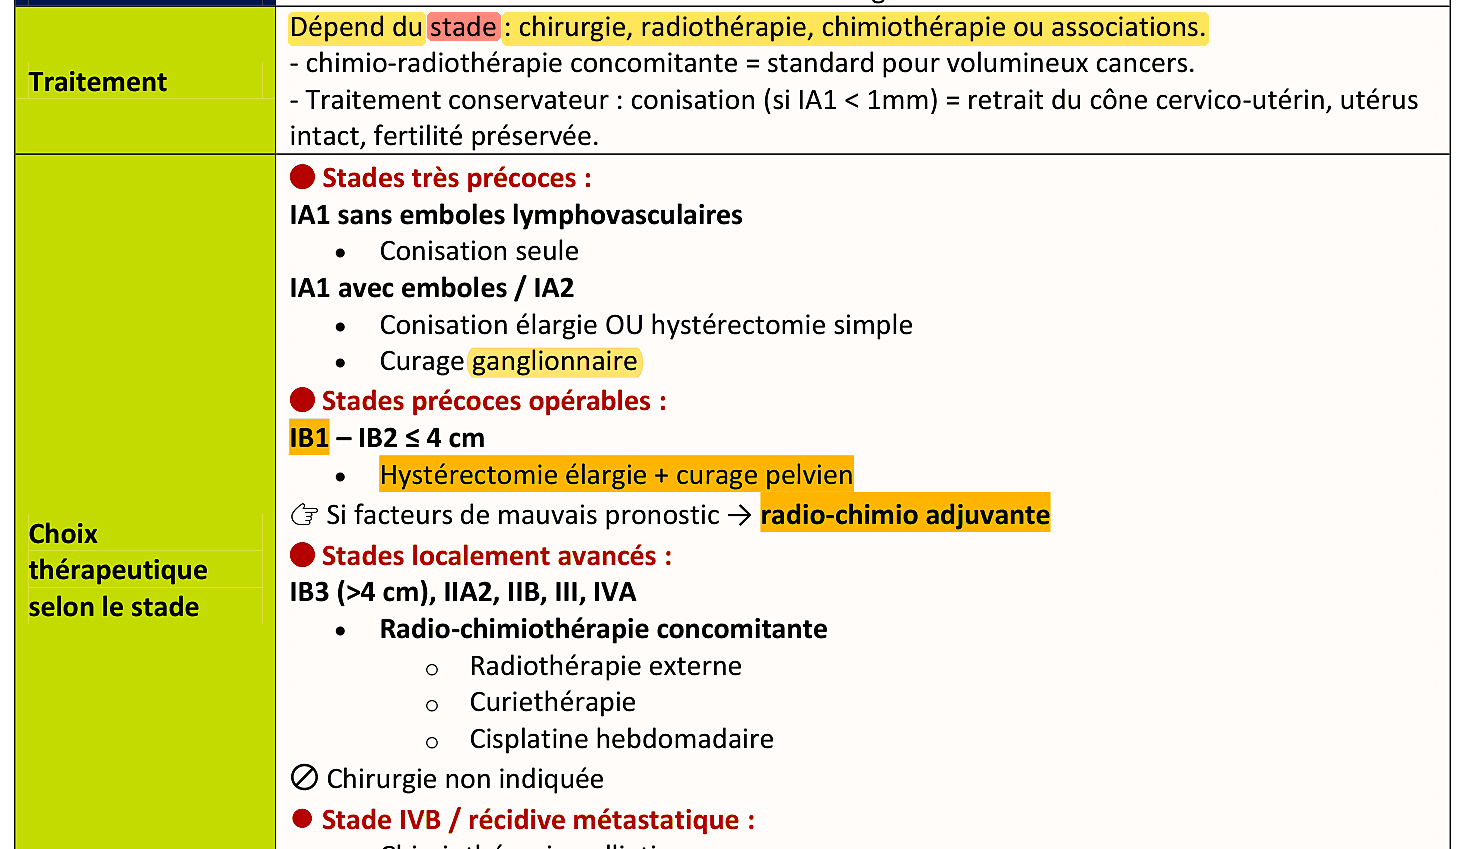 Traitement
Dépend du stade : chirurgie, radiothérapie, chimiothérapie ou associations.
- chimio-radiothérapie concomitante = standard pour volumineux cancers.
- Traitement conservateur : conisation (si IA1 < 1mm) = retrait du cône cervico-utérin, utérus
intact, fertilité préservée.
Choix
thérapeutique
selon le stade
Stades très précoces :
IA1 sans emboles lymphovasculaires
• Conisation seule
IA1 avec emboles / IA2
• Conisation élargie OU hystérectomie simple
• Curage ganglionnaire
Stades précoces opérables :
IB1 – IB2 ≤ 4 cm
• Hystérectomie élargie + curage pelvien
👉 Si facteurs de mauvais pronostic → radio-chimio adjuvante
Stades localement avancés :
IB3 (>4 cm), IIA2, IIB, III, IVA
• Radio-chimiothérapie concomitante
o Radiothérapie externe
o Curiethérapie
o Cisplatine hebdomadaire
🚫 Chirurgie non indiquée
Stade IVB / récidive métastatique :